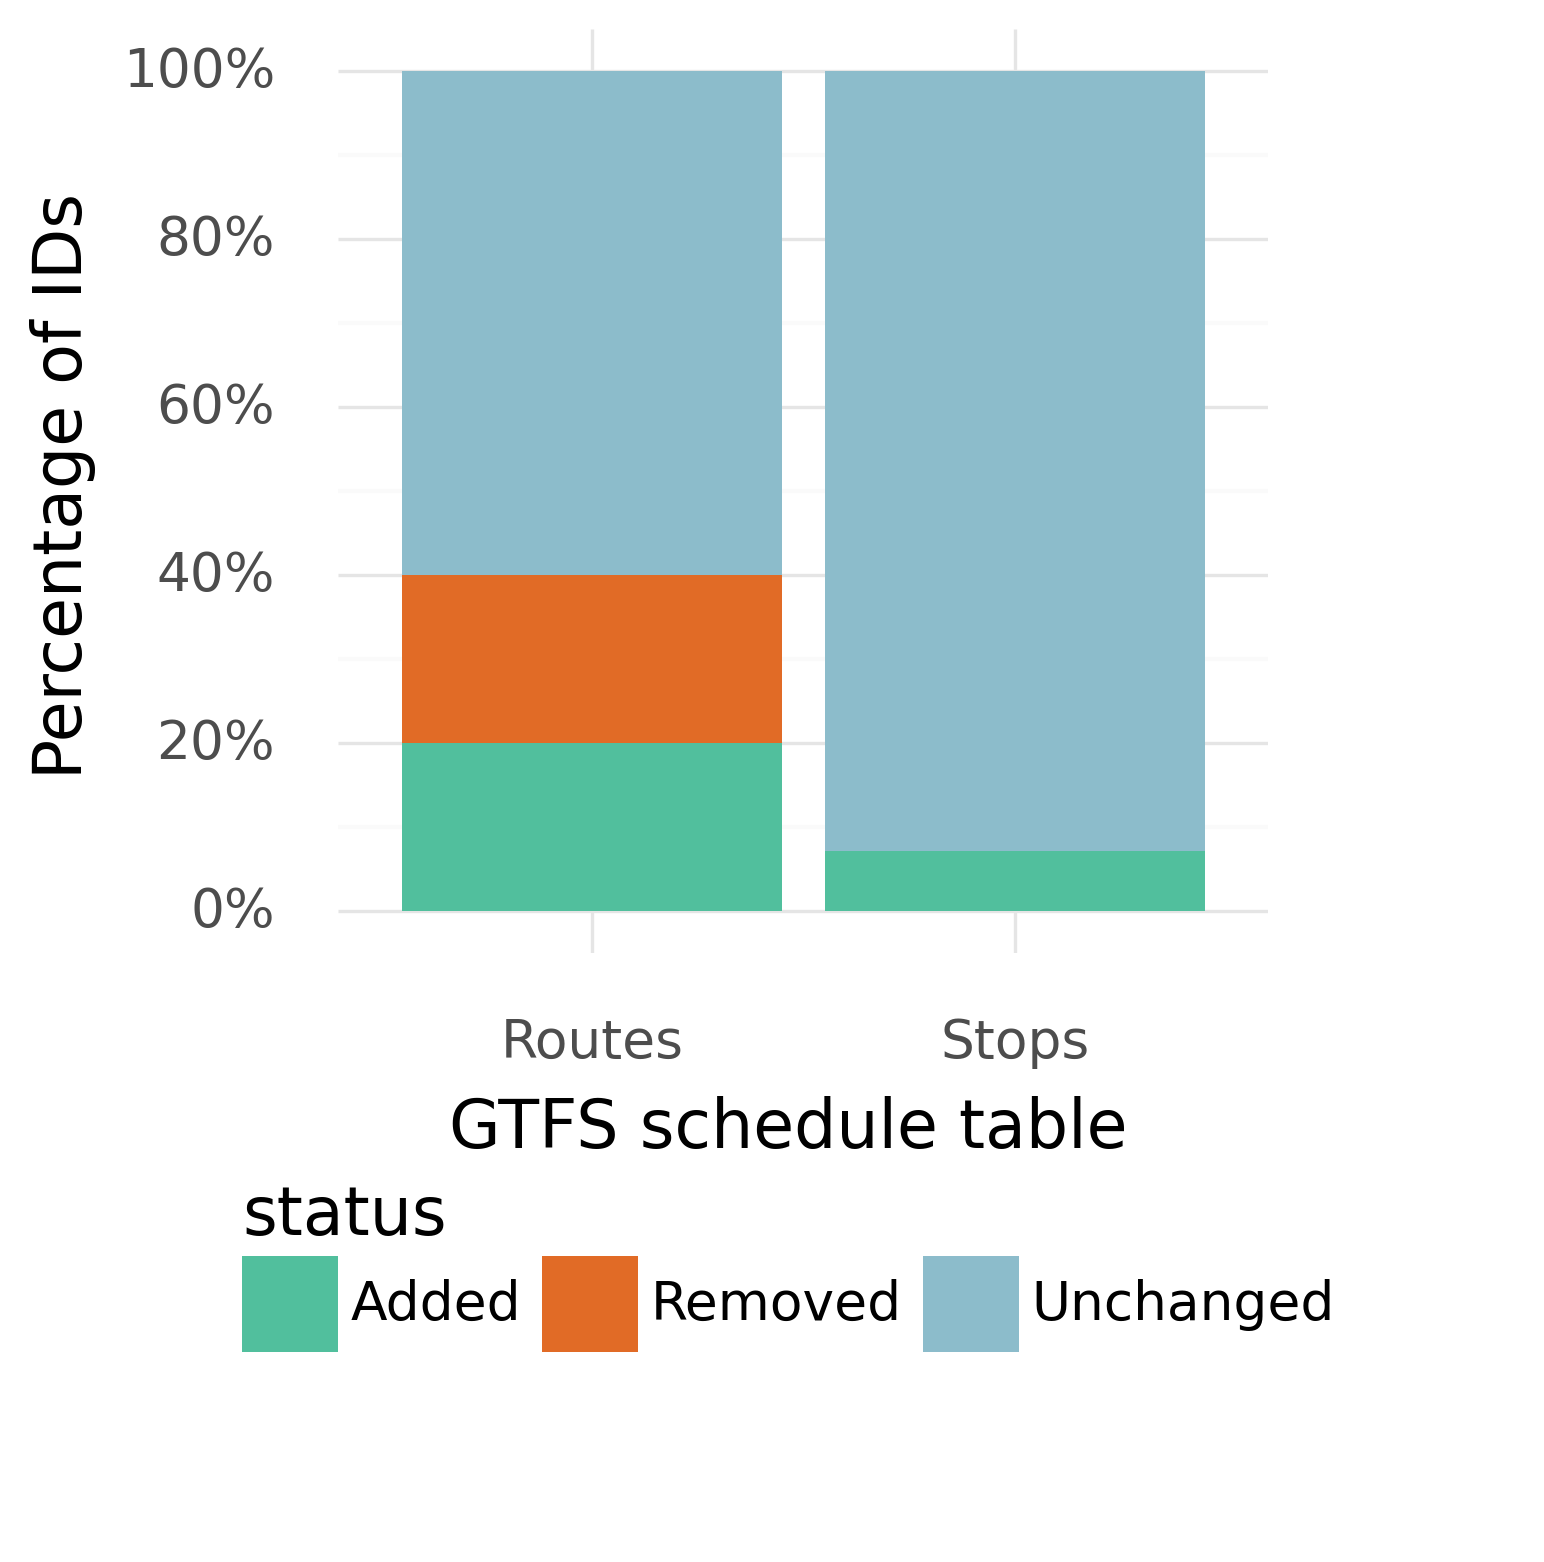 Percentage of IDs
100%
80%
60%
40%
20%
0%
Routes Stops
GTFS schedule table
status
Added Removed Unchanged